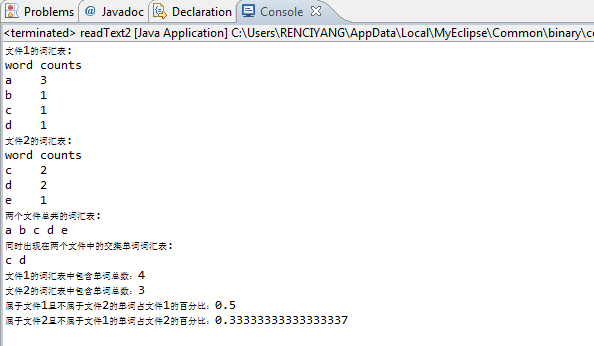 Problems @ Javadoc Declaration Console
<terminated> readText2 [Java Application] C:\Users\RENCIYANG\AppData\Local\MyEclipse\Common\binary\co
文件1的词汇表:
word counts
a 3
b 1
c 1
d 1
文件2的词汇表:
word counts
c 2
d 2
e 1
两个文件总共的词汇表:
a b c d e
同时出现在两个文件中的交集单词词汇表:
c d
文件1的词汇表中包含单词总数: 4
文件2的词汇表中包含单词总数: 3
属于文件1且不属于文件2的单词占文件1的百分比: 0.5
属于文件2且不属于文件1的单词占文件2的百分比: 0.33333333333333337